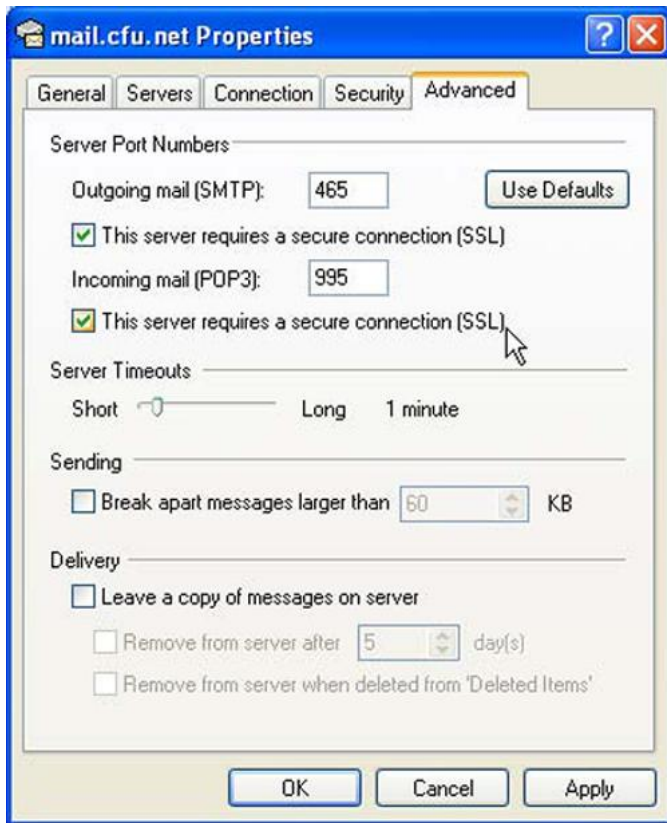 mail.cfu.net Properties
General Servers Connection Security Advanced
Server Port Numbers
Outgoing mail (SMTP): 465 Use Defaults
This server requires a secure connection (SSL)
Incoming mail (POP3): 995
This server requires a secure connection (SSL)
Server Timeouts
Short Long 1 minute
Sending
Break apart messages larger than 60 KB
Delivery
Leave a copy of messages on server
Remove from server after 5 day(s)
Remove from server when deleted from 'Deleted Items'
OK Cancel Apply